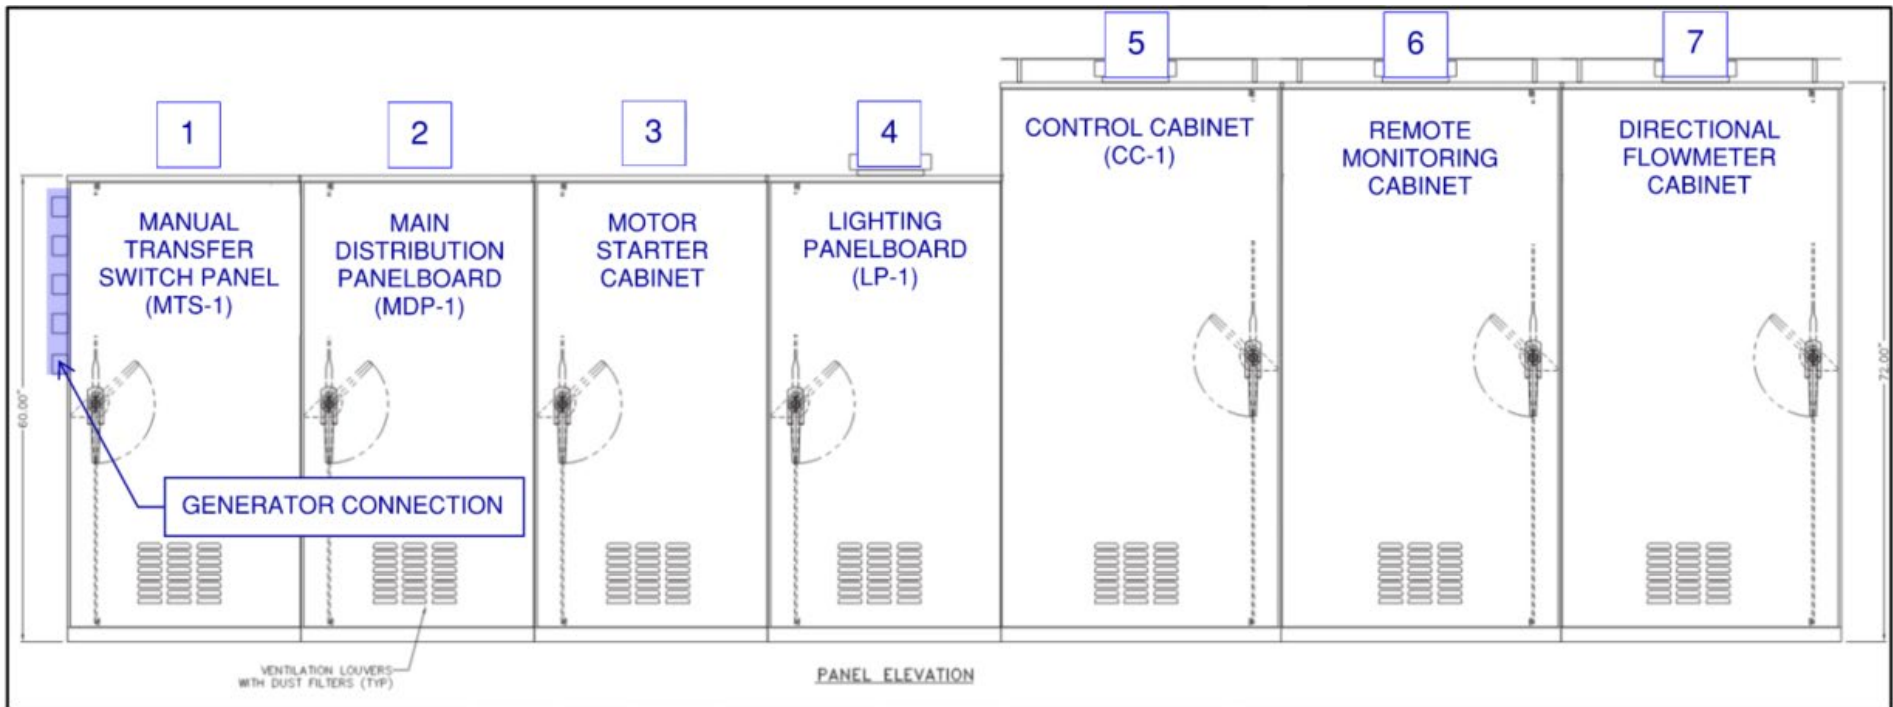 1
2
3
4
5
6
7
MANUAL
TRANSFER
SWITCH PANEL
(MTS-1)
MAIN
DISTRIBUTION
PANELBOARD
(MDP-1)
MOTOR
STARTER
CABINET
LIGHTING
PANELBOARD
(LP-1)
CONTROL CABINET
(CC-1)
REMOTE
MONITORING
CABINET
DIRECTIONAL
FLOWMETER
CABINET
60.00"
72.00"
GENERATOR CONNECTION
VENTILATION LOUVERS
WITH DUST FILTERS (TYP)
PANEL ELEVATION